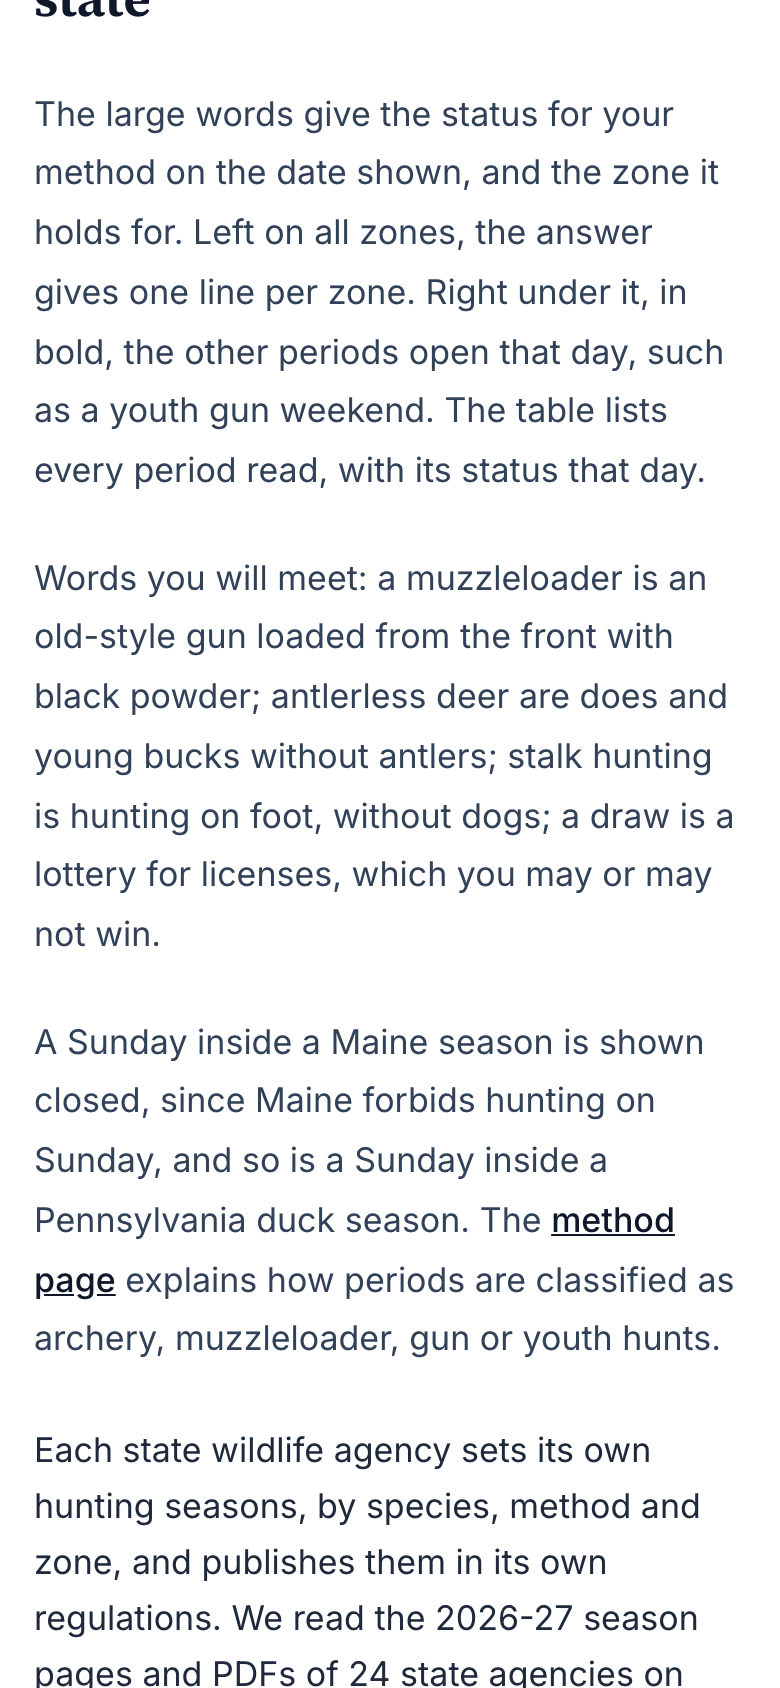 state
The large words give the status for your
method on the date shown, and the zone it
holds for. Left on all zones, the answer
gives one line per zone. Right under it, in
bold, the other periods open that day, such
as a youth gun weekend. The table lists
every period read, with its status that day.
Words you will meet: a muzzleloader is an
old-style gun loaded from the front with
black powder; antlerless deer are does and
young bucks without antlers; stalk hunting
is hunting on foot, without dogs; a draw is a
lottery for licenses, which you may or may
not win.
A Sunday inside a Maine season is shown
closed, since Maine forbids hunting on
Sunday, and so is a Sunday inside a
Pennsylvania duck season. The method
page explains how periods are classified as
archery, muzzleloader, gun or youth hunts.
Each state wildlife agency sets its own
hunting seasons, by species, method and
zone, and publishes them in its own
regulations. We read the 2026-27 season
pages and PDFs of 24 state agencies on